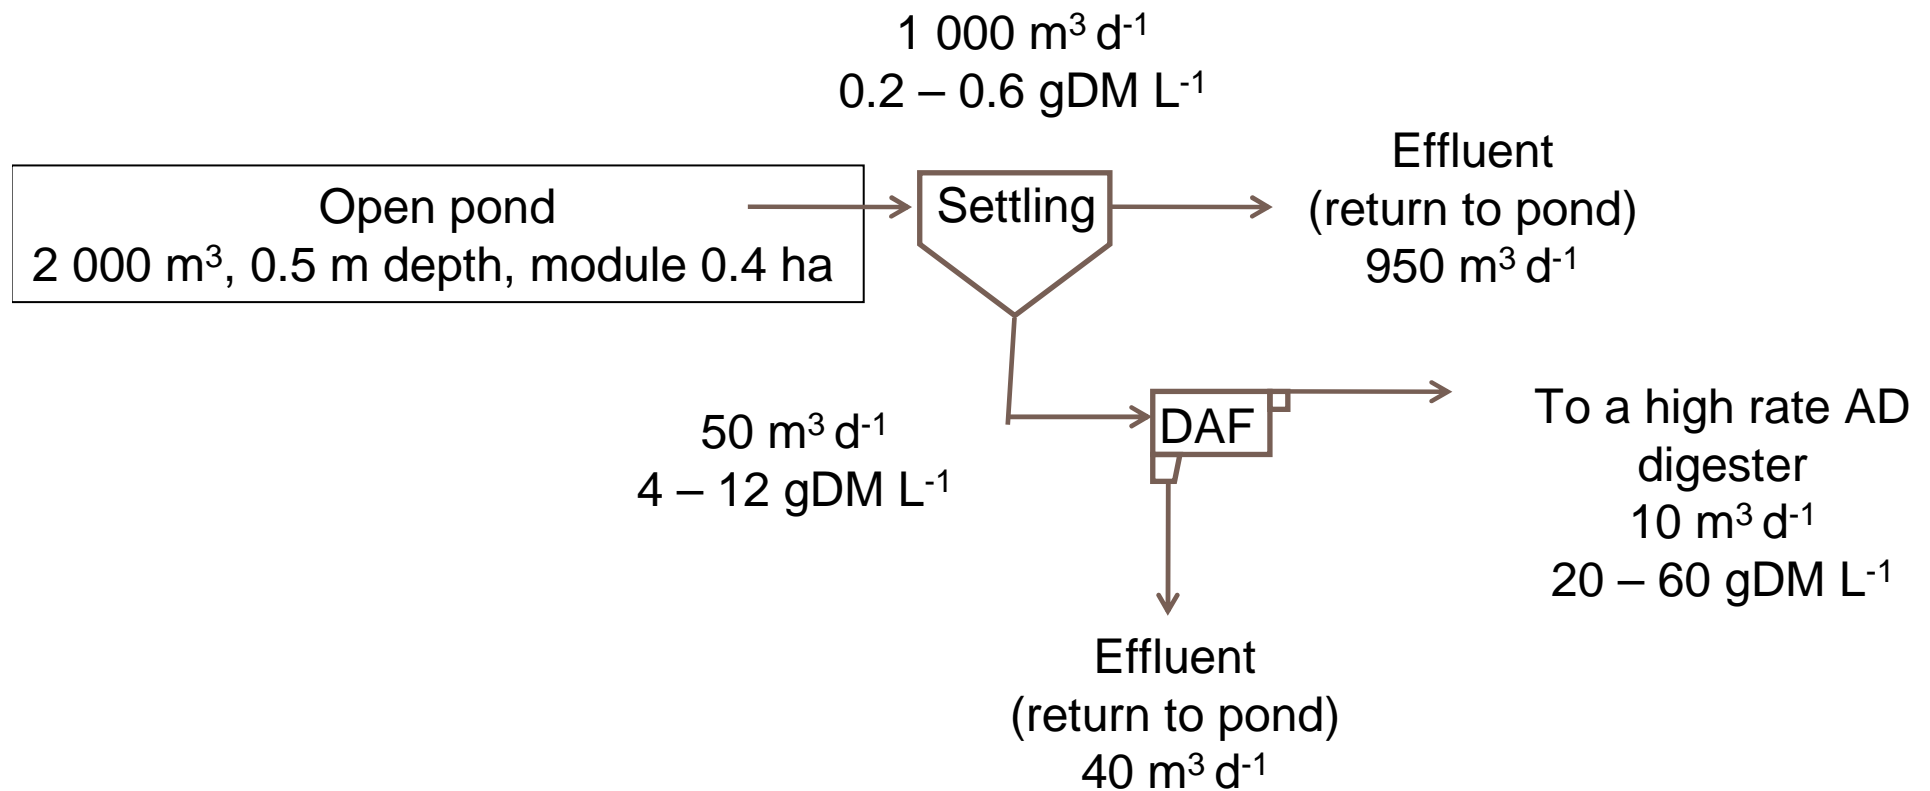 1 000 m³ d⁻¹
0.2 – 0.6 gDM L⁻¹
Open pond
2 000 m³, 0.5 m depth, module 0.4 ha
Settling
Effluent
(return to pond)
950 m³ d⁻¹
50 m³ d⁻¹
4 – 12 gDM L⁻¹
DAF
To a high rate AD
digester
10 m³ d⁻¹
20 – 60 gDM L⁻¹
Effluent
(return to pond)
40 m³ d⁻¹